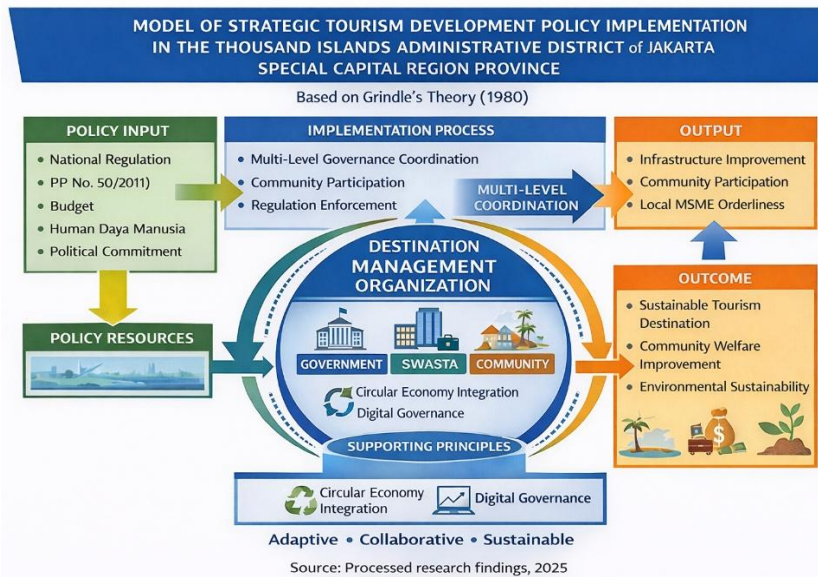 MODEL OF STRATEGIC TOURISM DEVELOPMENT POLICY IMPLEMENTATION
IN THE THOUSAND ISLANDS ADMINISTRATIVE DISTRICT of JAKARTA
SPECIAL CAPITAL REGION PROVINCE
Based on Grindle's Theory (1980)
POLICY INPUT
• National Regulation
• PP No. 50/2011)
• Budget
• Human Daya Manusia
• Political Commitment
IMPLEMENTATION PROCESS
• Multi-Level Governance Coordination
• Community Participation
• Regulation Enforcement
MULTI-LEVEL
COORDINATION
OUTPUT
• Infrastructure Improvement
• Community Participation
• Local MSME Orderliness
POLICY RESOURCES
DESTINATION
MANAGEMENT
ORGANIZATION
GOVERNMENT
SWASTA
COMMUNITY
Circular Economy Integration
Digital Governance
OUTCOME
• Sustainable Tourism
Destination
• Community Welfare
Improvement
• Environmental Sustainability
$
SUPPORTING PRINCIPLES
Circular Economy
Integration
Digital Governance
Adaptive • Collaborative • Sustainable
Source: Processed research findings, 2025